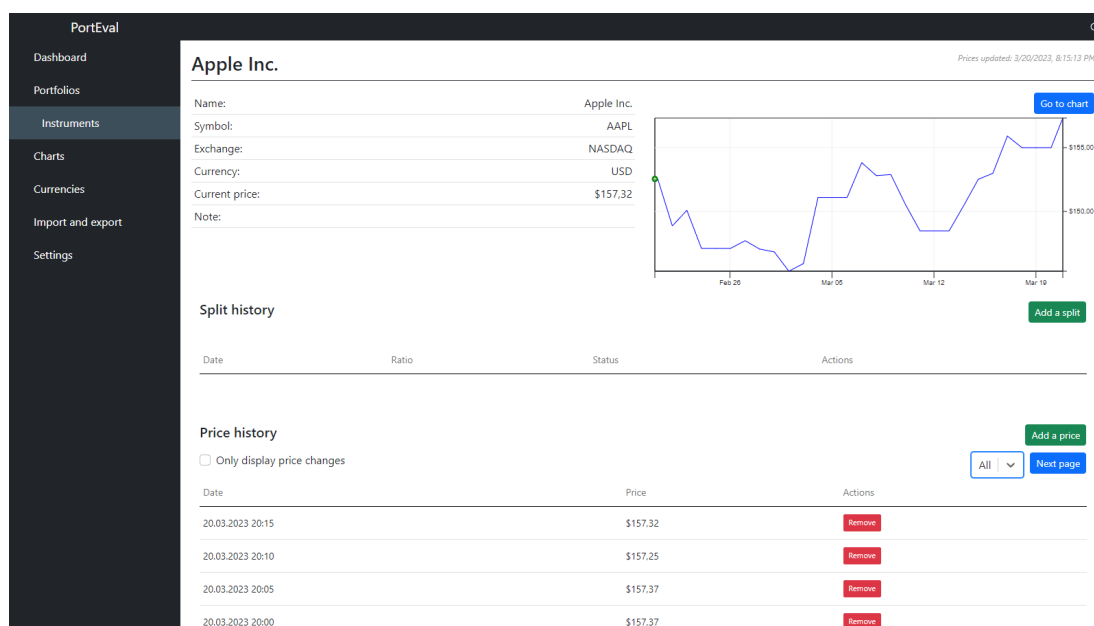 PortEval
Dashboard
Portfolios
Instruments
Charts
Currencies
Import and export
Settings
Apple Inc.
Prices updated: 3/20/2023, 8:15:13 PM
Name: Apple Inc.
Symbol: AAPL
Exchange: NASDAQ
Currency: USD
Current price: $157,32
Note:
Go to chart
$155,00
$150,00
Feb 26 Mar 05 Mar 12 Mar 19
Split history
Add a split
Date Ratio Status Actions
Price history
Add a price
Only display price changes
All
Next page
Date Price Actions
20.03.2023 20:15 $157,32 Remove
20.03.2023 20:10 $157,25 Remove
20.03.2023 20:05 $157,37 Remove
20.03.2023 20:00 $157,37 Remove